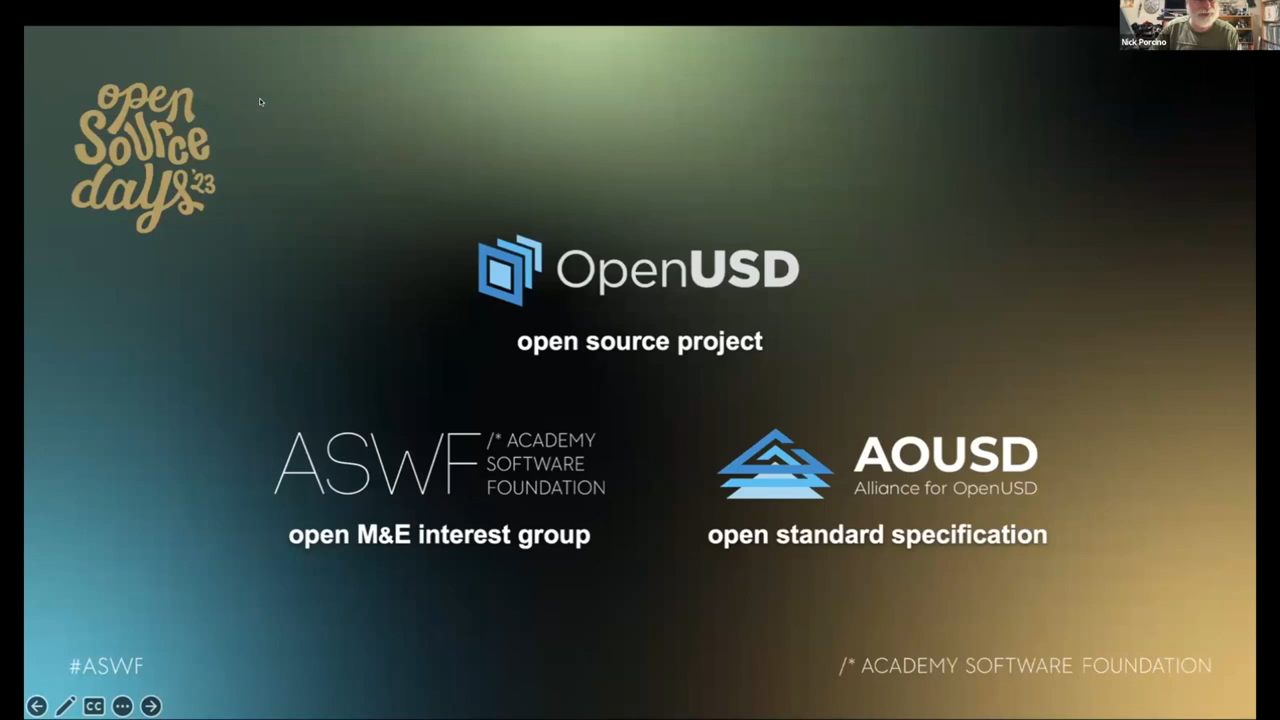 Nick Porcino
open
source
days '23
OpenUSD
open source project
ASWF
/* ACADEMY
SOFTWARE
FOUNDATION
open M&E interest group
AOUSD
Alliance for OpenUSD
open standard specification
#ASWF
/* ACADEMY SOFTWARE FOUNDATION
CC